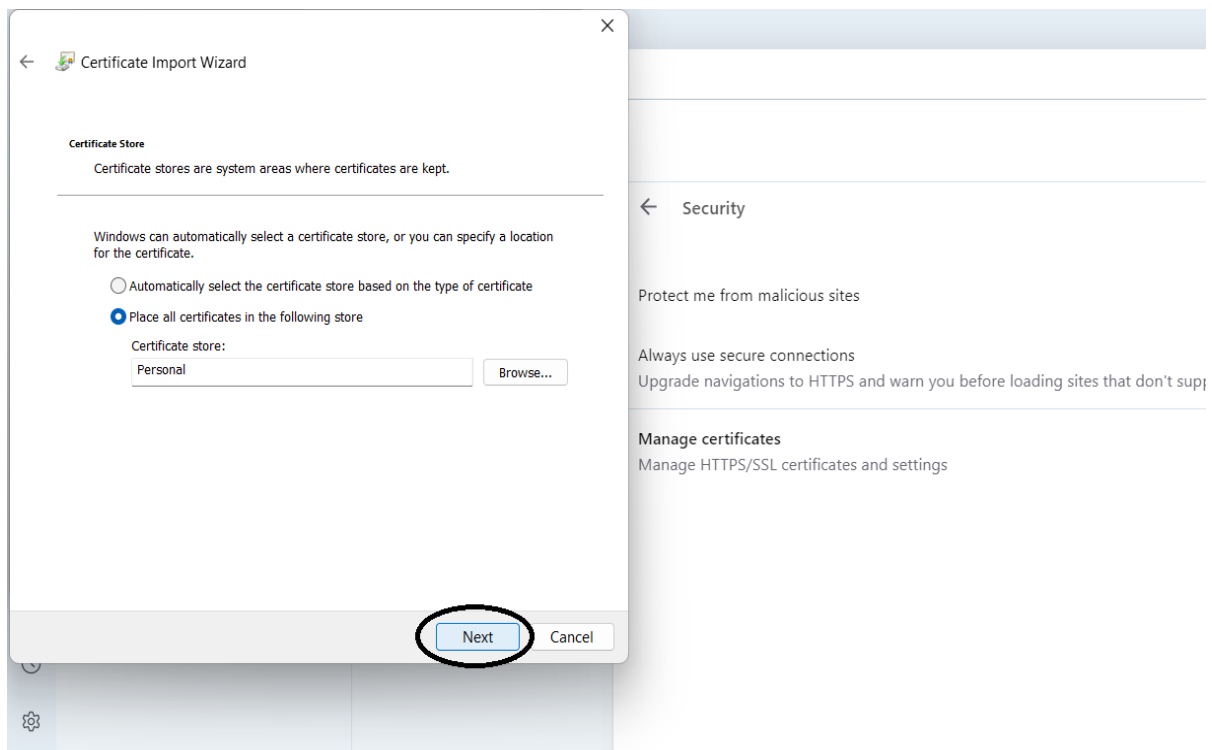 Certificate Import Wizard
Certificate Store
Certificate stores are system areas where certificates are kept.
Windows can automatically select a certificate store, or you can specify a location
for the certificate.
Automatically select the certificate store based on the type of certificate
Place all certificates in the following store
Certificate store:
Personal
Browse...
Next
Cancel
Security
Protect me from malicious sites
Always use secure connections
Upgrade navigations to HTTPS and warn you before loading sites that don't supp
Manage certificates
Manage HTTPS/SSL certificates and settings